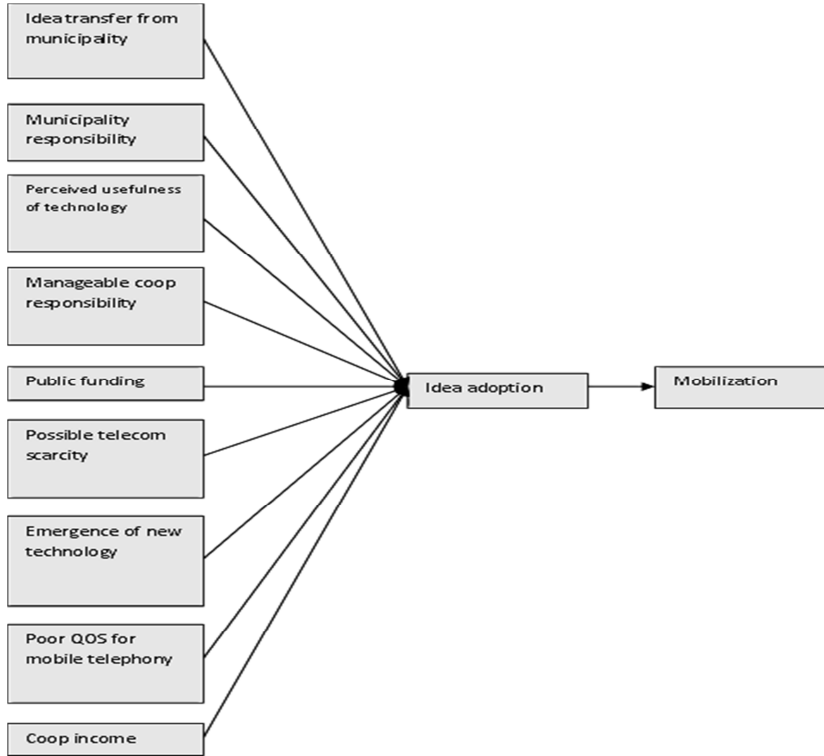 Idea transfer from
municipality
Municipality
responsibility
Perceived usefulness
of technology
Manageable coop
responsibility
Public funding
Possible telecom
scarcity
Emergence of new
technology
Poor QOS for
mobile telephony
Coop income
Idea adoption
Mobilization